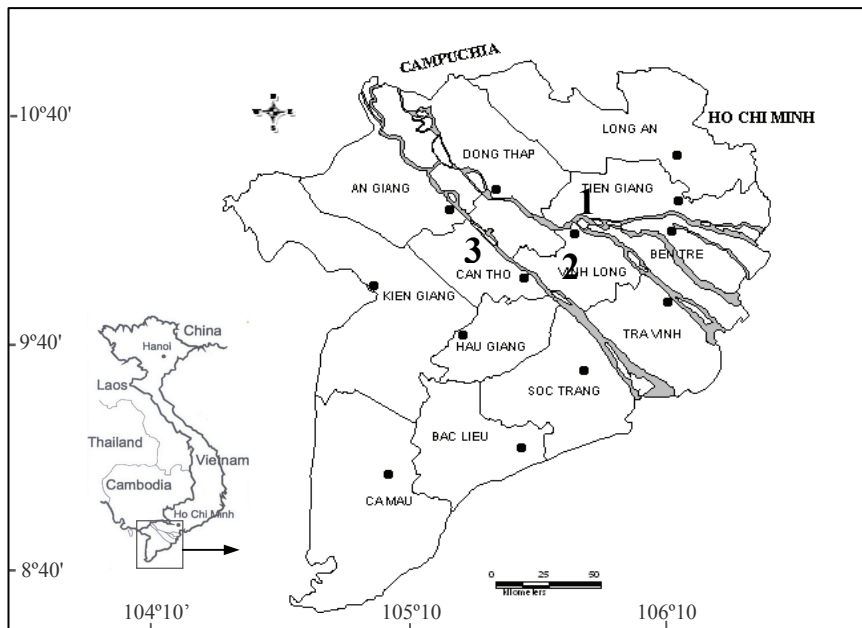 CAMPUCHIA
10º40'
HO CHI MINH
LONG AN
DONG THAP
TIEN GIANG
AN GIANG
1
BEN TRE
3
2
VINH LONG
CAN THO
KIEN GIANG
TRA VINH
9º40'
HAU GIANG
SOC TRANG
BAC LIEU
CA MAU
China
Hanoi
Laos
Thailand
Vietnam
Cambodia
Ho Chi Minh
8º40'
0 25 50
kilometers
104º10'
105º10
106º10